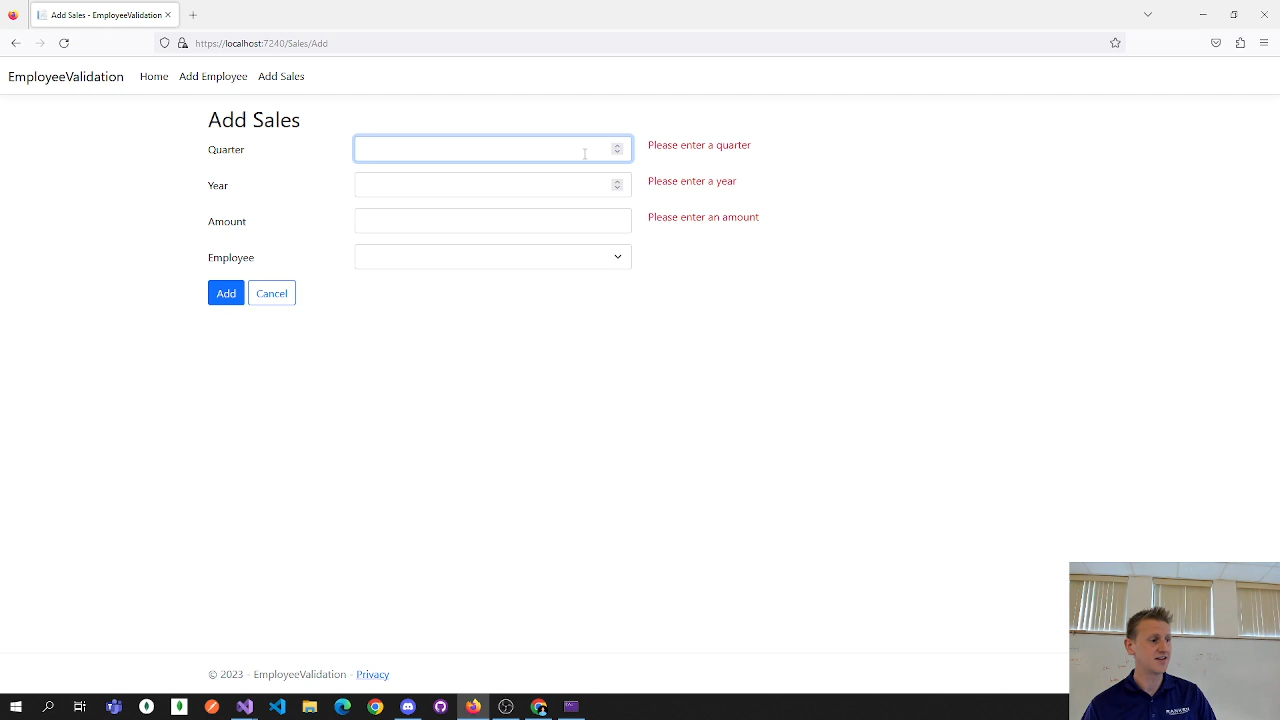 Add Sales - EmployeeValidation
https://localhost:7240/Sales/Add
EmployeeValidation Home Add Employee Add Sales
Add Sales
Quarter Please enter a quarter
Year Please enter a year
Amount Please enter an amount
Employee
Add Cancel
© 2023 - EmployeeValidation - Privacy
RANKEN